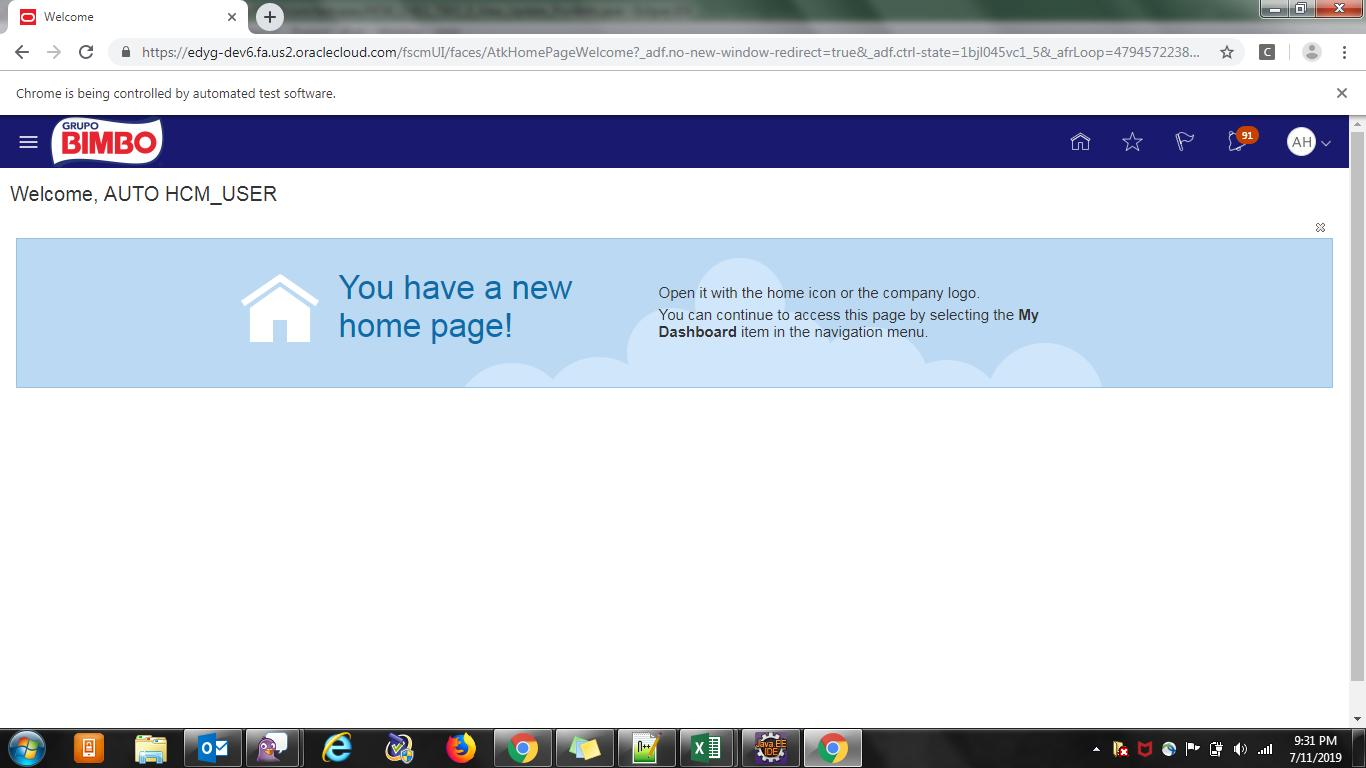 Welcome
https://edyg-dev6.fa.us2.oraclecloud.com/fscmUI/faces/AtkHomePageWelcome?_adf.no-new-window-redirect=true&_adf.ctrl-state=1bjl045vc1_5&_afrLoop=4794572238...
C
Chrome is being controlled by automated test software.
GRUPO
BIMBO
91
AH
Welcome, AUTO HCM_USER
You have a new
home page!
Open it with the home icon or the company logo.
You can continue to access this page by selecting the My
Dashboard item in the navigation menu.
Java EE
IDE
9:31 PM
7/11/2019